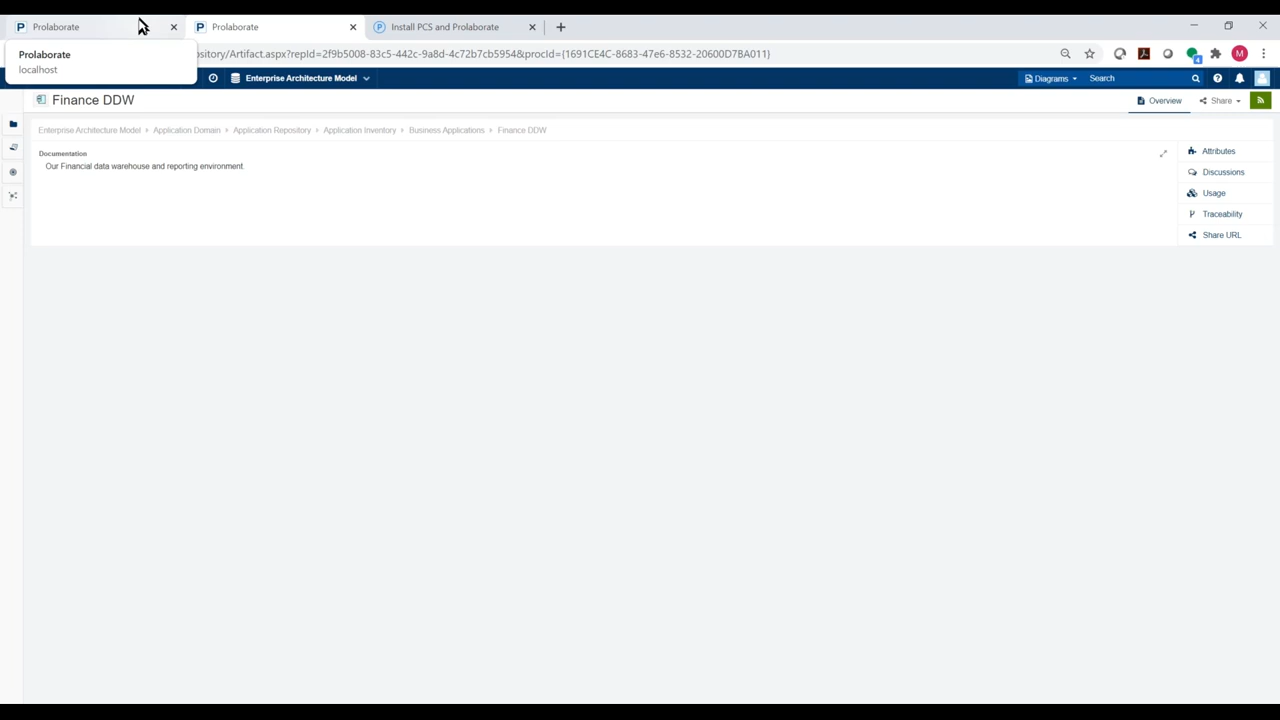 Prolaborate
Prolaborate
Install PCS and Prolaborate
Prolaborate
localhost
ository/Artifact.aspx?repId=2f9b5008-83c5-442c-9a8d-4c72b7cb5954&procId={1691CE4C-8683-47e6-8532-20600D7BA011}
4
M
Enterprise Architecture Model
Diagrams
Search
Finance DDW
Overview
Share
Enterprise Architecture Model
Application Domain
Application Repository
Application Inventory
Business Applications
Finance DDW
Documentation
Our Financial data warehouse and reporting environment
Attributes
Discussions
Usage
Traceability
Share URL